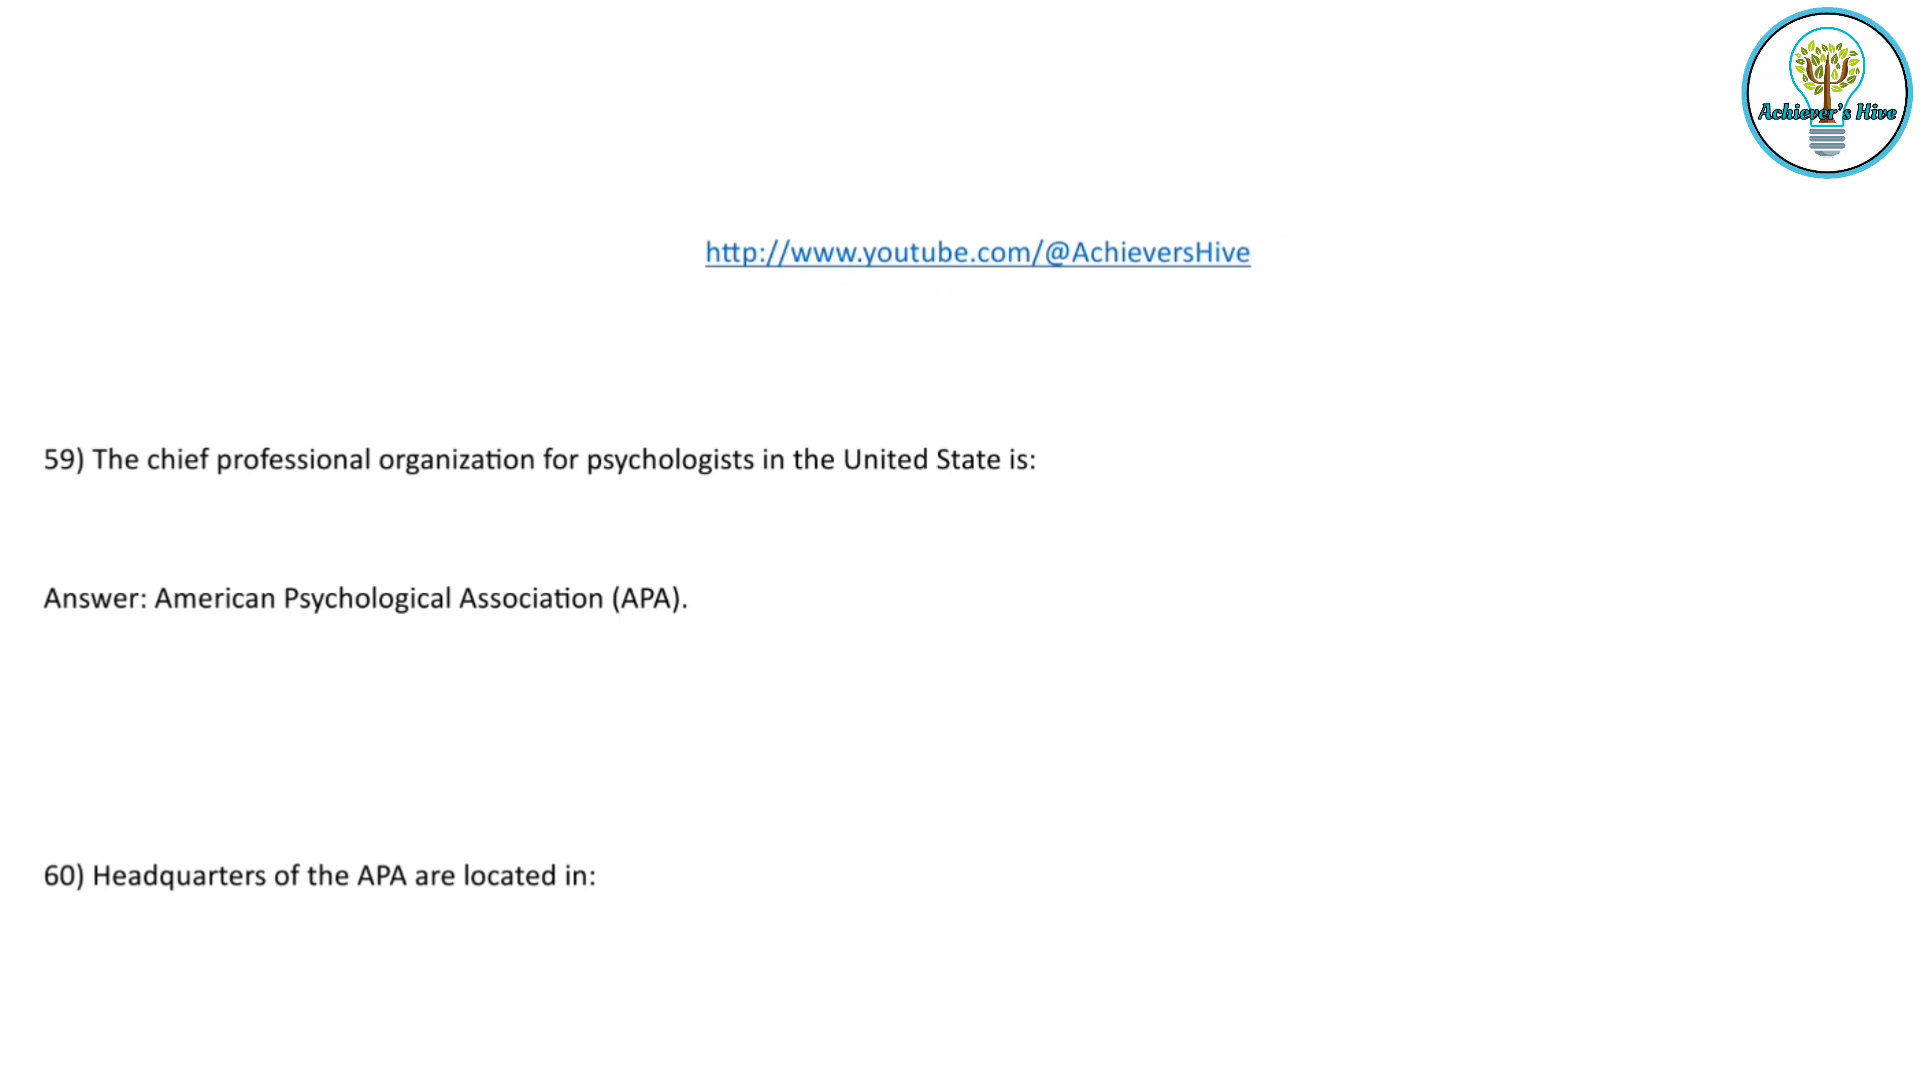 Achiever's Hive
http://www.youtube.com/@AchieversHive
59) The chief professional organization for psychologists in the United State is:
Answer: American Psychological Association (APA).
60) Headquarters of the APA are located in: